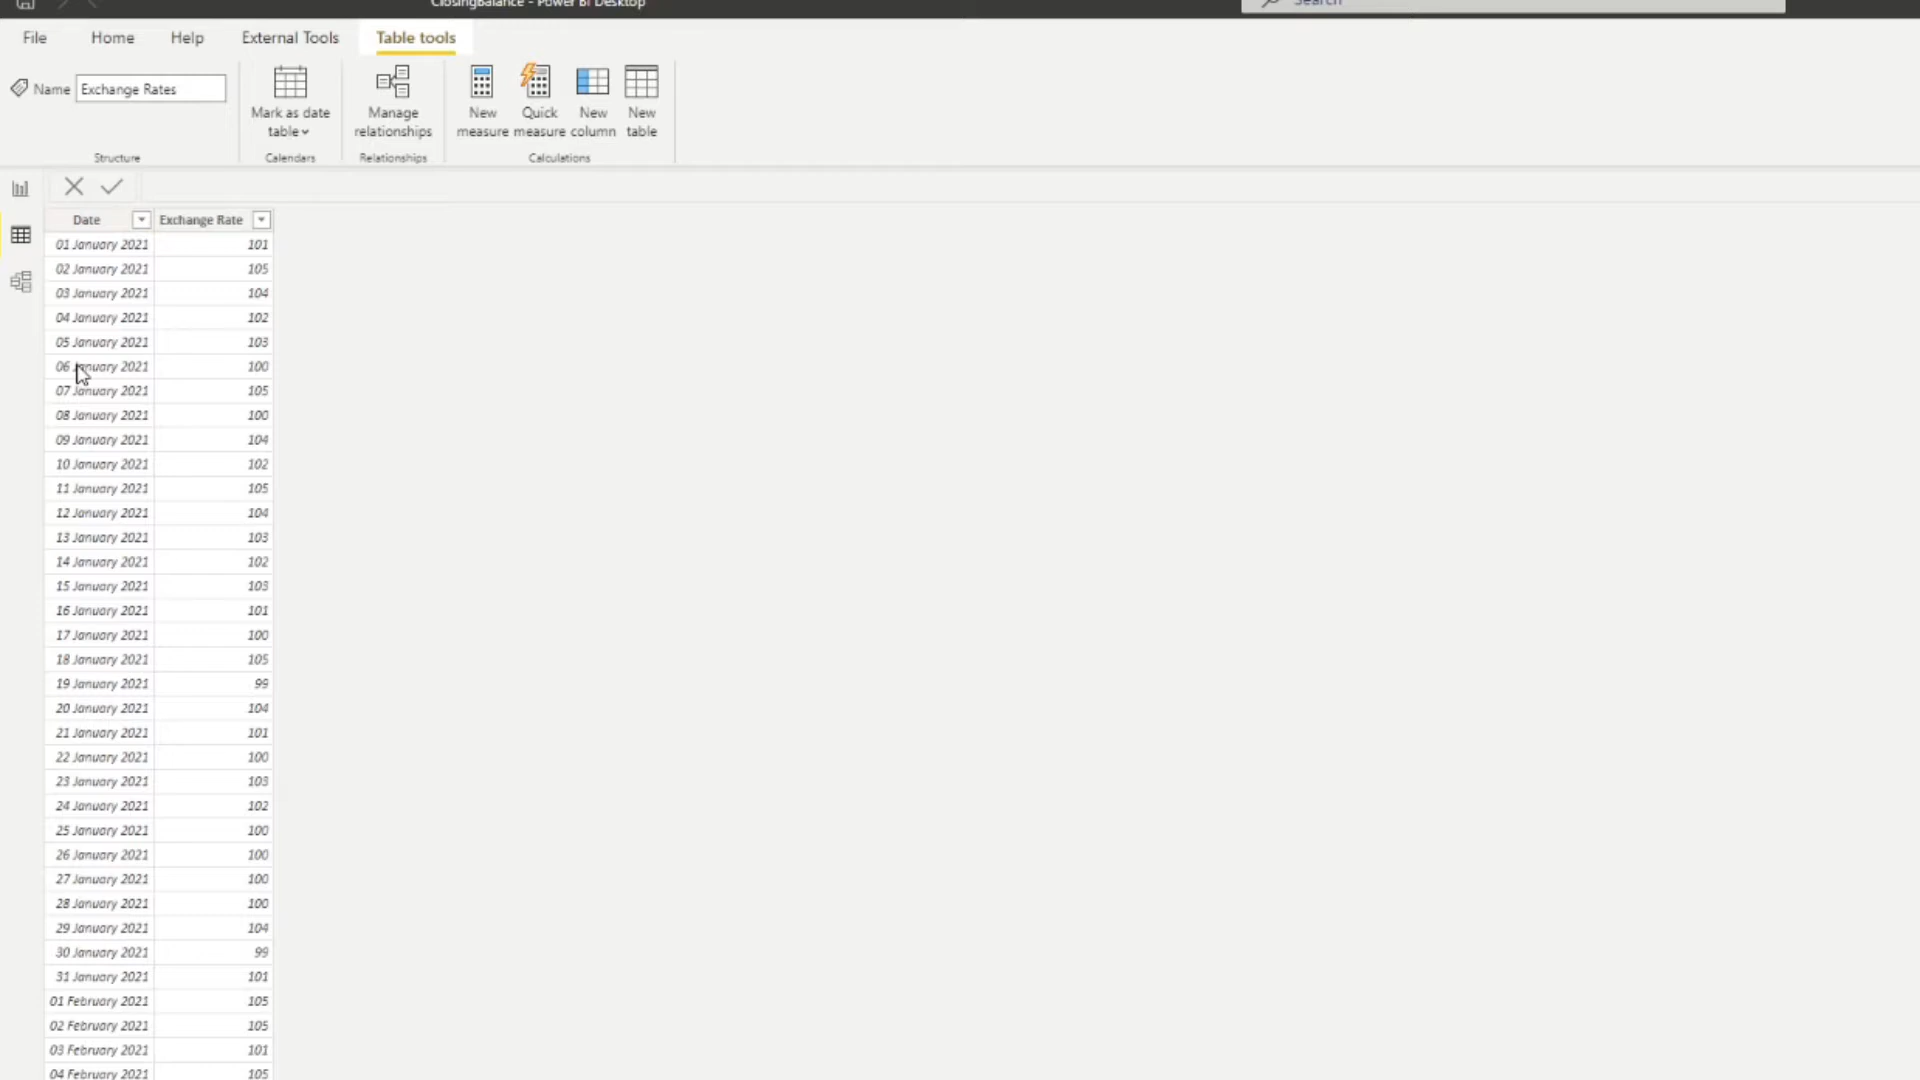 ClosingBalance - Power BI Desktop
Search
File Home Help External Tools Table tools
Name Exchange Rates
Mark as date table
Manage relationships
New measure
Quick measure
New column
New table
Structure Calendars Relationships Calculations
Date Exchange Rate
01 January 2021 101
02 January 2021 105
03 January 2021 104
04 January 2021 102
05 January 2021 103
06 January 2021 100
07 January 2021 105
08 January 2021 100
09 January 2021 104
10 January 2021 102
11 January 2021 105
12 January 2021 104
13 January 2021 103
14 January 2021 102
15 January 2021 103
16 January 2021 101
17 January 2021 100
18 January 2021 105
19 January 2021 99
20 January 2021 104
21 January 2021 101
22 January 2021 100
23 January 2021 103
24 January 2021 102
25 January 2021 100
26 January 2021 100
27 January 2021 100
28 January 2021 100
29 January 2021 104
30 January 2021 99
31 January 2021 101
01 February 2021 105
02 February 2021 105
03 February 2021 101
04 February 2021 105